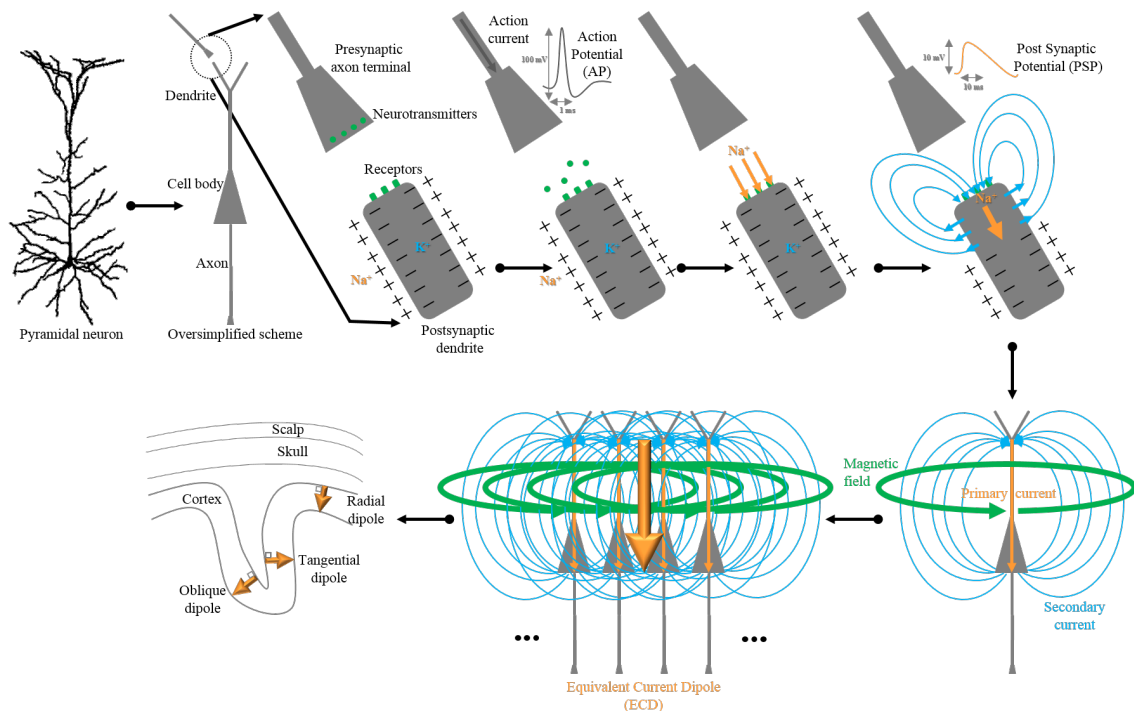 Pyramidal neuron
Dendrite
Cell body
Axon
Oversimplified scheme
Presynaptic
axon terminal
Neurotransmitters
Receptors
K⁺
Na⁺
Postsynaptic
dendrite
Action
current
100 mV
1 ms
Action
Potential
(AP)
K⁺
Na⁺
Na⁺
K⁺
10 mV
10 ms
Post Synaptic
Potential (PSP)
Na⁺
Scalp
Skull
Cortex
Radial
dipole
Tangential
dipole
Oblique
dipole
...
...
Equivalent Current Dipole
(ECD)
Magnetic
field
Primary current
Secondary
current